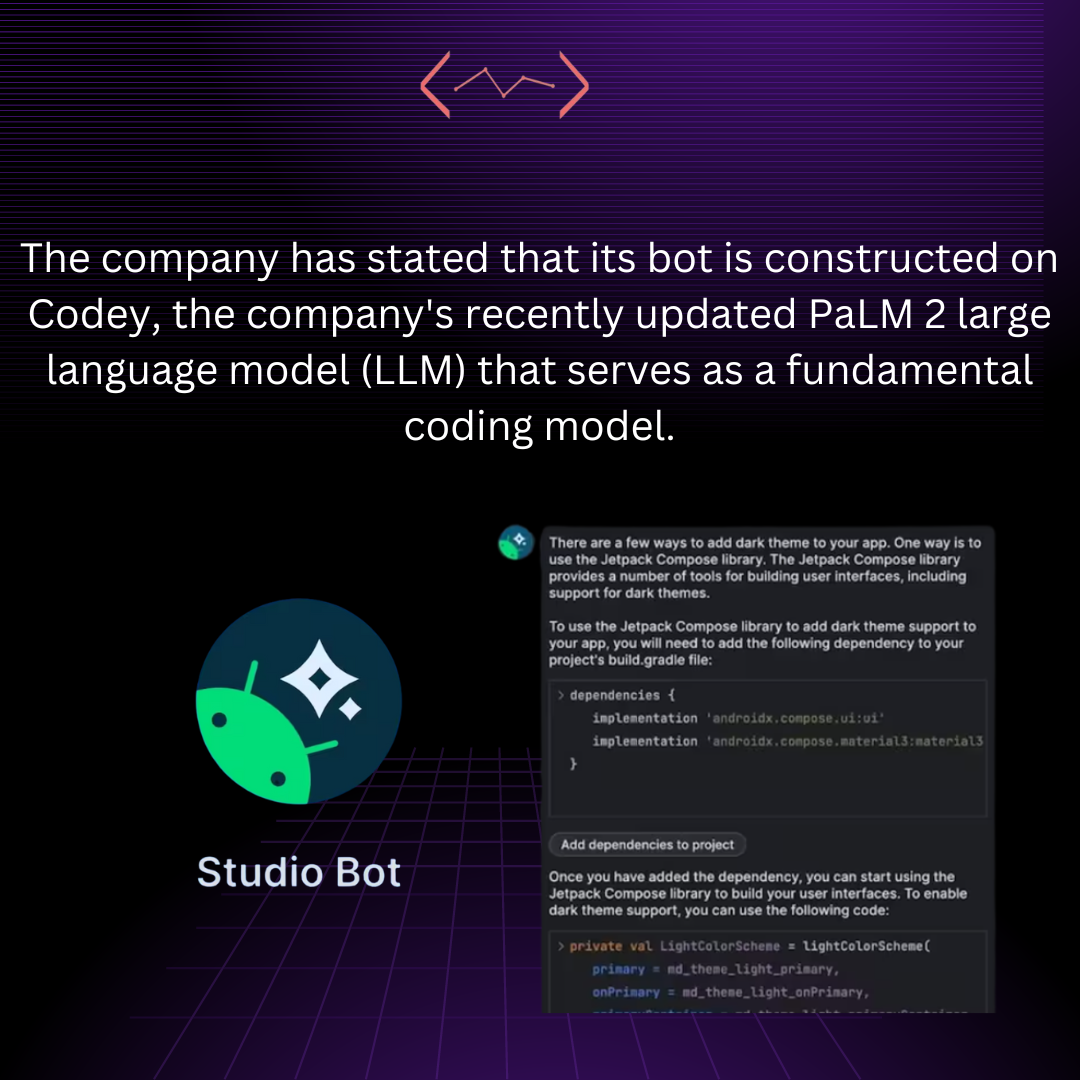 The company has stated that its bot is constructed on
Codey, the company's recently updated PaLM 2 large
language model (LLM) that serves as a fundamental
coding model.
Studio Bot
There are a few ways to add dark theme to your app. One way is to
use the Jetpack Compose library. The Jetpack Compose library
provides a number of tools for building user interfaces, including
support for dark themes.
To use the Jetpack Compose library to add dark theme support to
your app, you will need to add the following dependency to your
project's build.gradle file:
> dependencies {
implementation 'androidx.compose.ui:ui'
implementation 'androidx.compose.material3:material3
}
Add dependencies to project
Once you have added the dependency, you can start using the
Jetpack Compose library to build your user interfaces. To enable
dark theme support, you can use the following code:
> private val LightColorScheme = lightColorScheme(
primary = md_theme_light_primary,
onPrimary = md_theme_light_onPrimary,